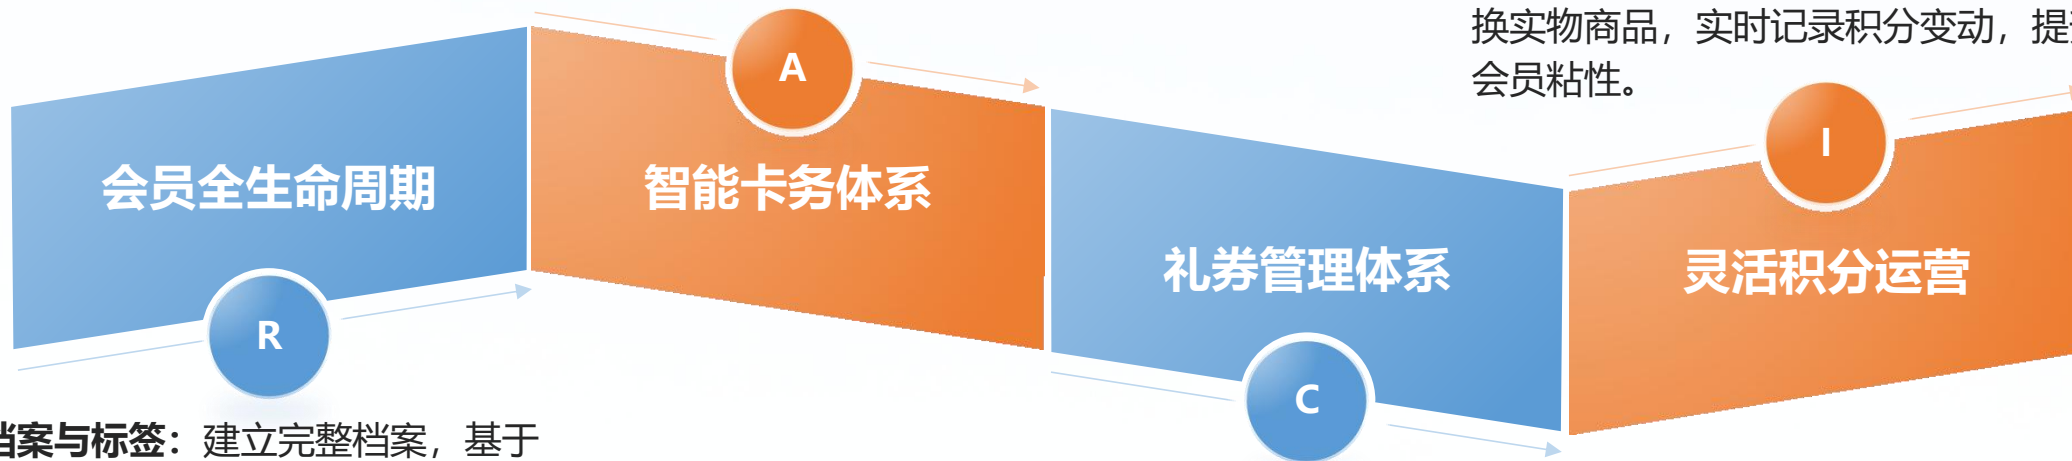 换实物商品，实时记录积分变动，提
会员粘性。
A
I
会员全生命周期
智能卡务体系
礼券管理体系
灵活积分运营
R
C
档案与标签：建立完整档案，基于